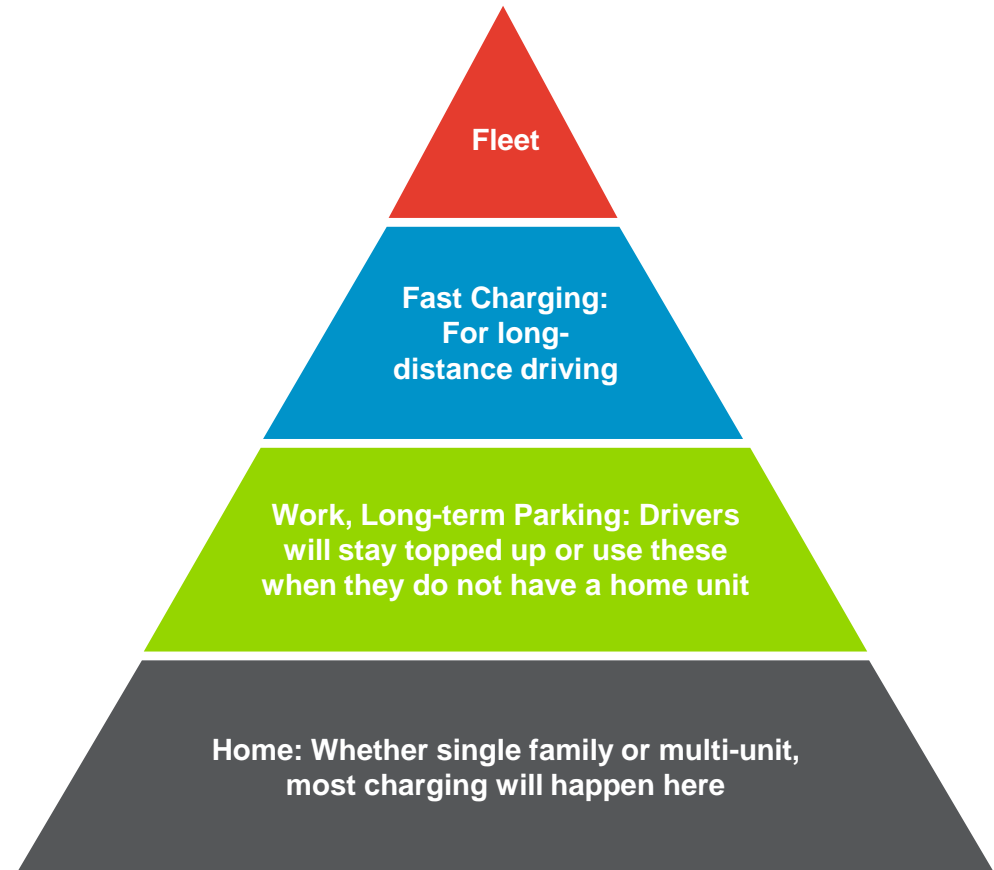 Fleet
Fast Charging:
For long-
distance driving
Work, Long-term Parking: Drivers
will stay topped up or use these
when they do not have a home unit
Home: Whether single family or multi-unit,
most charging will happen here